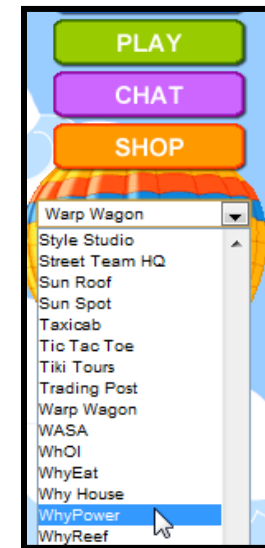 PLAY
CHAT
SHOP
Warp Wagon
Style Studio
Street Team HQ
Sun Roof
Sun Spot
Taxicab
Tic Tac Toe
Tiki Tours
Trading Post
Warp Wagon
WASA
WhOI
WhyEat
Why House
WhyPower
WhyReef